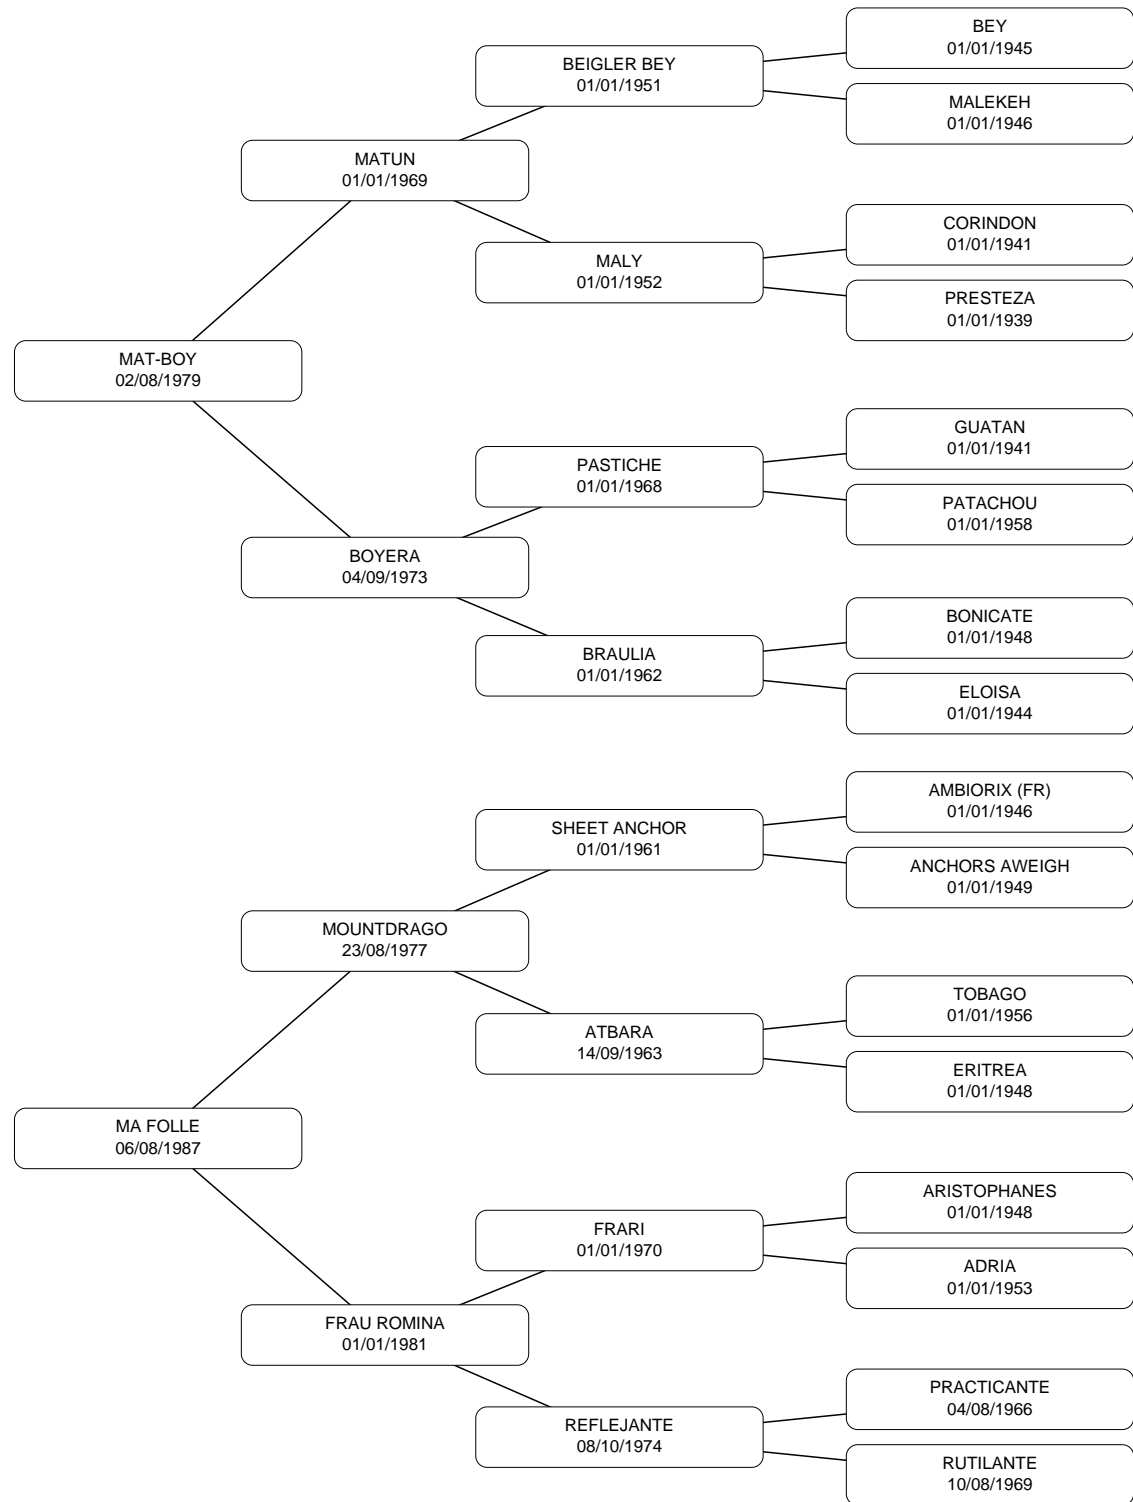 BEY
01/01/1945
BEIGLER BEY
01/01/1951
MALEKEH
01/01/1946
MATUN
01/01/1969
CORINDON
01/01/1941
MALY
01/01/1952
PRESTEZA
01/01/1939
MAT-BOY
02/08/1979
GUATAN
01/01/1941
PASTICHE
01/01/1968
PATACHOU
01/01/1958
BOYERA
04/09/1973
BONICATE
01/01/1948
BRAULIA
01/01/1962
ELOISA
01/01/1944
AMBIORIX (FR)
01/01/1946
SHEET ANCHOR
01/01/1961
ANCHORS AWEIGH
01/01/1949
MOUNTDRAGO
23/08/1977
TOBAGO
01/01/1956
ATBARA
14/09/1963
ERITREA
01/01/1948
MA FOLLE
06/08/1987
ARISTOPHANES
01/01/1948
FRARI
01/01/1970
ADRIA
01/01/1953
FRAU ROMINA
01/01/1981
PRACTICANTE
04/08/1966
REFLEJANTE
08/10/1974
RUTILANTE
10/08/1969